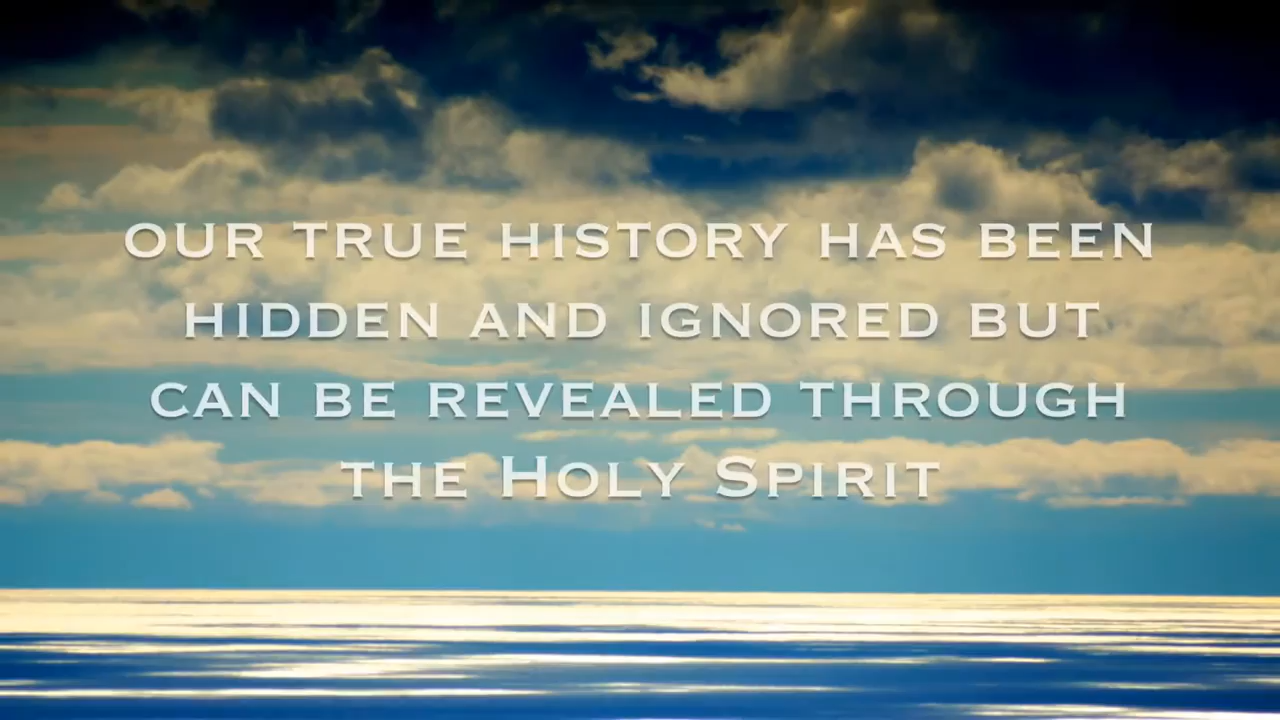 OUR TRUE HISTORY HAS BEEN
HIDDEN AND IGNORED BUT
CAN BE REVEALED THROUGH
THE HOLY SPIRIT